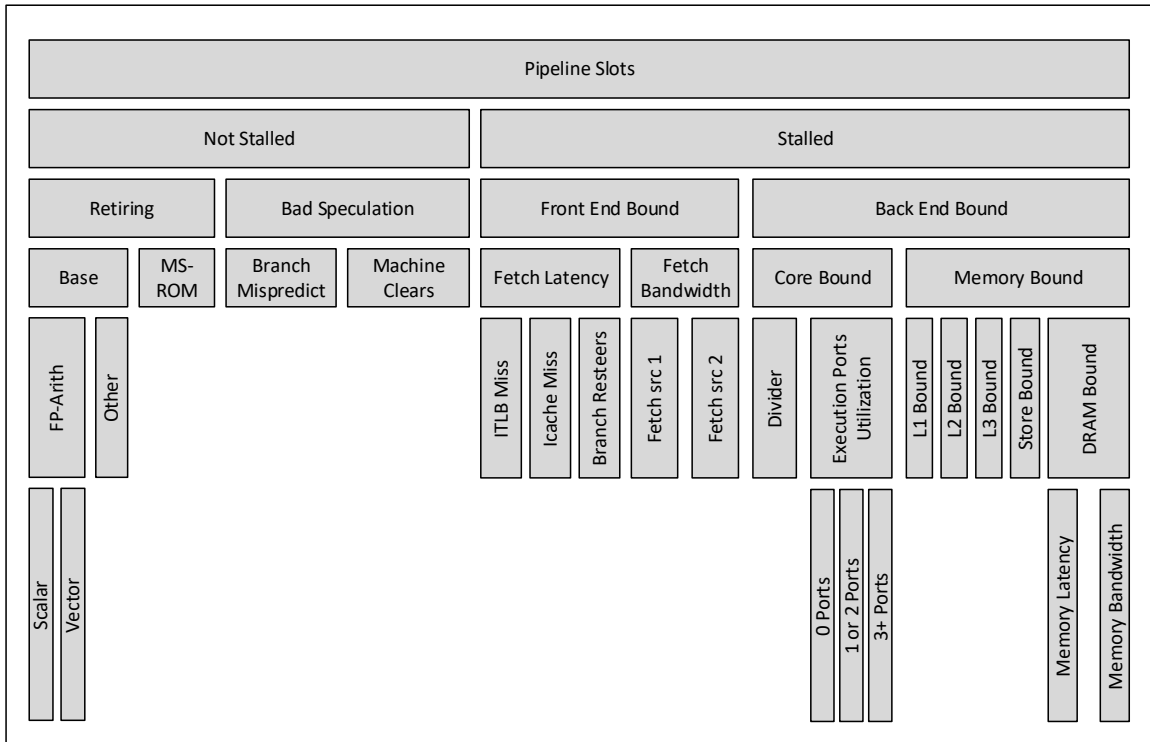 Pipeline Slots
Not Stalled
Stalled
Retiring
Bad Speculation
Front End Bound
Back End Bound
Base
MS-
ROM
Branch
Mispredict
Machine
Clears
Fetch Latency
Fetch
Bandwidth
Core Bound
Memory Bound
FP-Arith
Other
ITLB Miss
Icache Miss
Branch Resteers
Fetch src 1
Fetch src 2
Divider
Execution Ports
Utilization
L1 Bound
L2 Bound
L3 Bound
Store Bound
DRAM Bound
Scalar
Vector
0 Ports
1 or 2 Ports
3+ Ports
Memory Latency
Memory Bandwidth